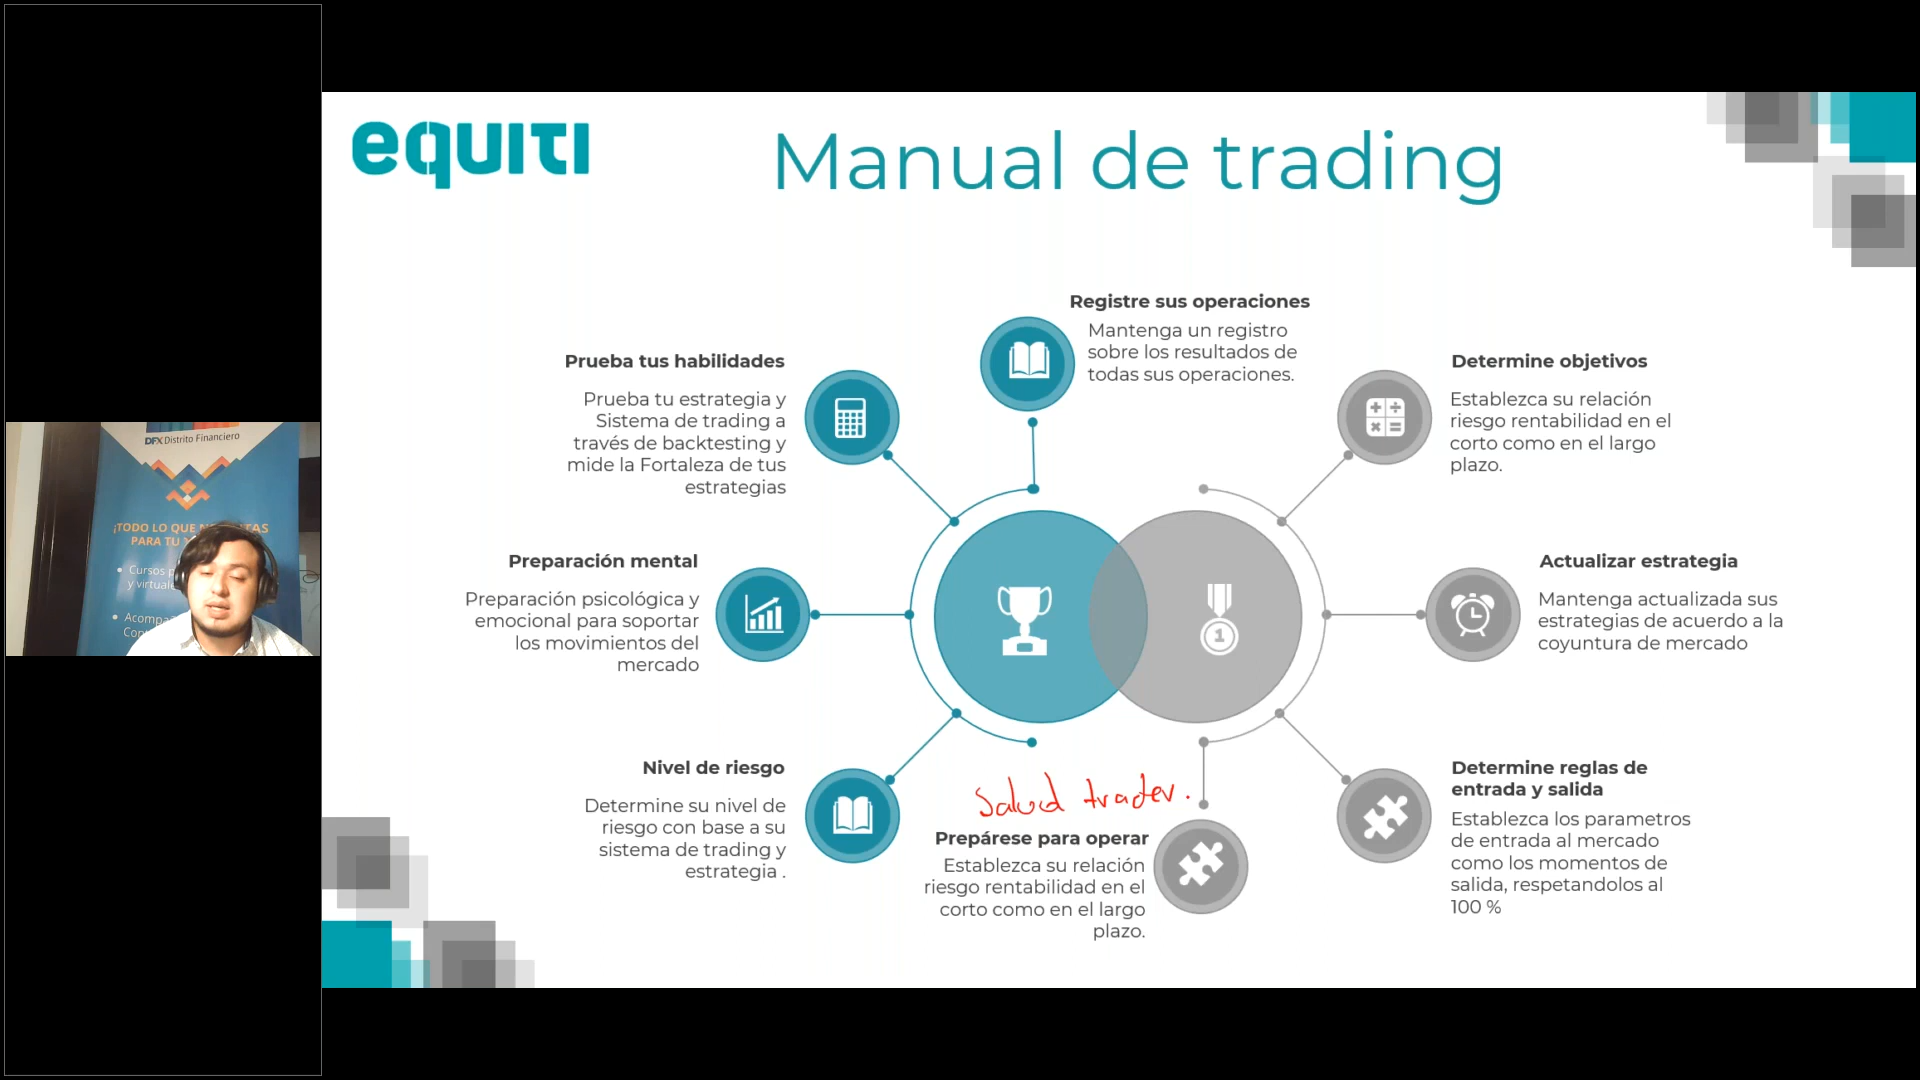 equiti
Manual de trading
Registre sus operaciones
Mantenga un registro
sobre los resultados de
todas sus operaciones.
Prueba tus habilidades
Prueba tu estrategia y
Sistema de trading a
través de backtesting y
mide la Fortaleza de tus
estrategias
Preparación mental
Preparación psicológica y
emocional para soportar
los movimientos del
mercado
Nivel de riesgo
Determine su nivel de
riesgo con base a su
sistema de trading y
estrategia .
Salud trader.
Prepárese para operar
Establezca su relación
riesgo rentabilidad en el
corto como en el largo
plazo.
Determine objetivos
Establezca su relación
riesgo rentabilidad en el
corto como en el largo
plazo.
Actualizar estrategia
Mantenga actualizada sus
estrategias de acuerdo a la
coyuntura de mercado
Determine reglas de
entrada y salida
Establezca los parametros
de entrada al mercado
como los momentos de
salida, respetandolos al
100 %
1
DFX Distrito Financiero
¡TODO LO QUE
PARA TU
• Cursos
y virtual
•